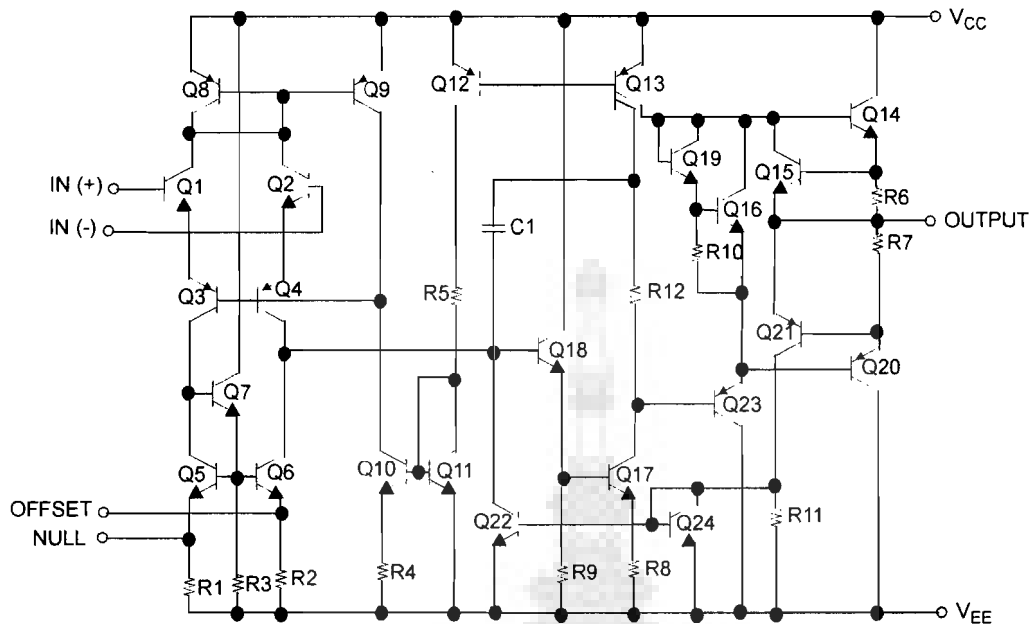 VCC
Q8
Q9
Q12
Q13
Q14
Q19
Q15
IN (+)
Q1
Q2
R6
Q16
OUTPUT
IN (-)
C1
R7
R10
Q3
Q4
R5
R12
Q21
Q18
Q20
Q7
Q23
Q5
Q6
Q10
Q11
Q17
OFFSET
Q22
Q24
R11
NULL
R1
R3
R2
R4
R9
R8
VEE